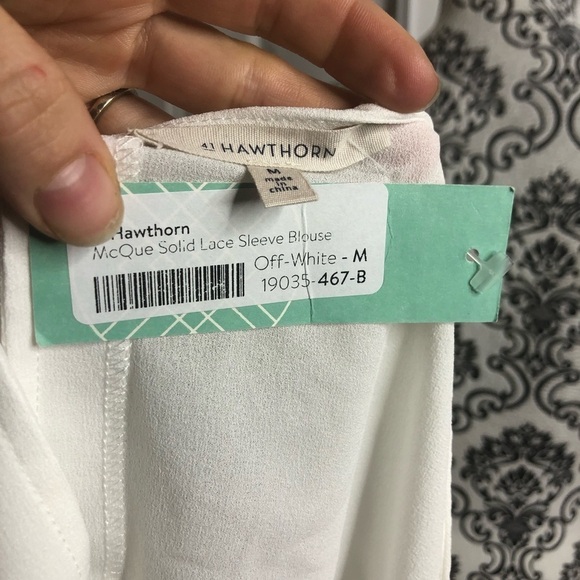 41 HAWTHORN
M
made
in
china
Hawthorn
McQue Solid Lace Sleeve Blouse
Off-White - M
19035-467-B